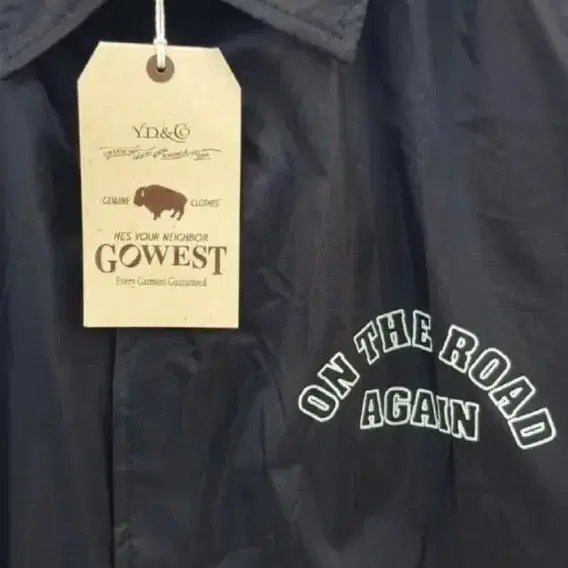 Y.D.&Co
GENUINE CLOTHES
HES YOUR NEIGHBOR
GOWEST
Every Garment Guaranteed
ON THE ROAD
AGAIN